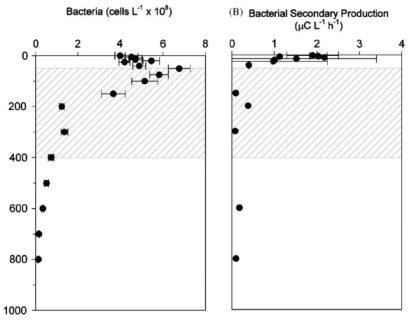 Bacteria (cells L⁻¹ x 10⁸)
0 2 4 6 8
0
200
400
600
800
1000
(B) Bacterial Secondary Production
(μC L⁻¹ h⁻¹)
0 1 2 3 4